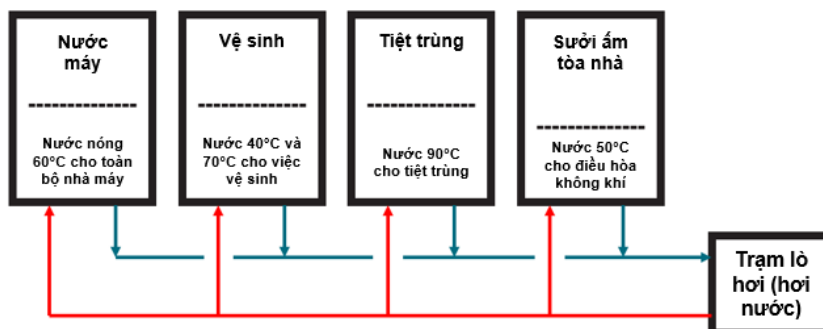 Nước
máy
--------------
Nước nóng
60°C cho toàn
bộ nhà máy
Vệ sinh
--------------
Nước 40°C và
70°C cho việc
vệ sinh
Tiệt trùng
--------------
Nước 90°C
cho tiệt trùng
Sưởi ấm
tòa nhà
--------------
Nước 50°C
cho điều hòa
không khí
Trạm lò
hơi (hơi
nước)